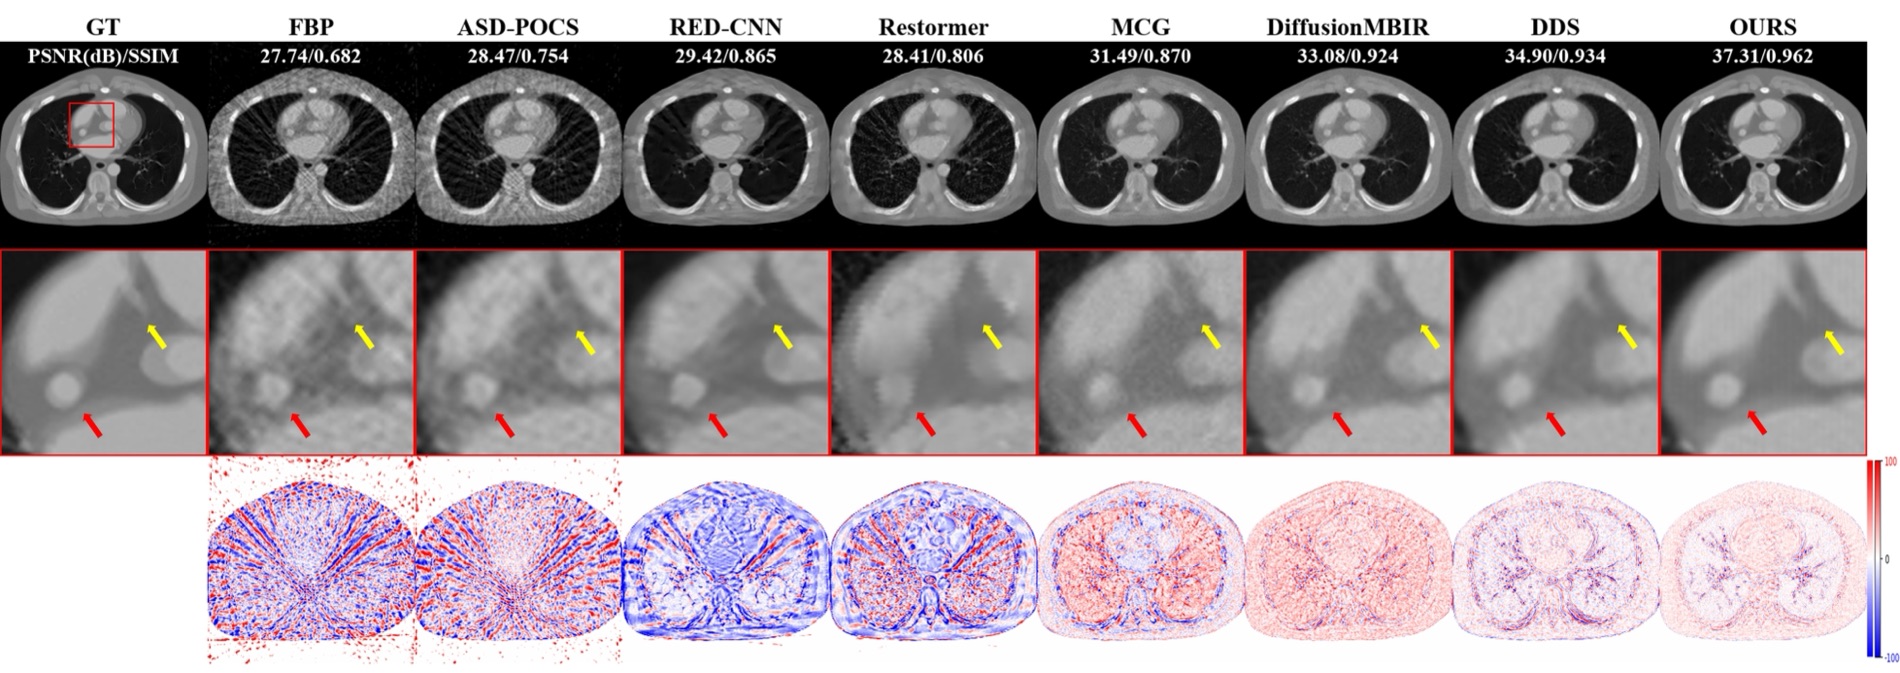 GT FBP ASD-POCS RED-CNN Restormer MCG DiffusionMBIR DDS OURS
PSNR(dB)/SSIM 27.74/0.682 28.47/0.754 29.42/0.865 28.41/0.806 31.49/0.870 33.08/0.924 34.90/0.934 37.31/0.962
100
0
-100